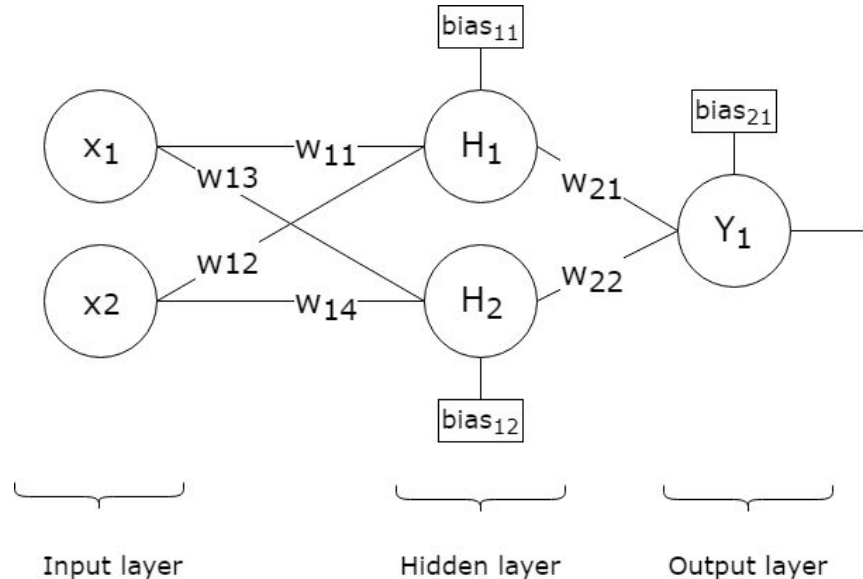 bias₁₁
bias₂₁
x₁
W₁₁
H₁
W13
W₂₁
Y₁
W12
W22
x2
W₁₄
H₂
bias₁₂
Input layer
Hidden layer
Output layer